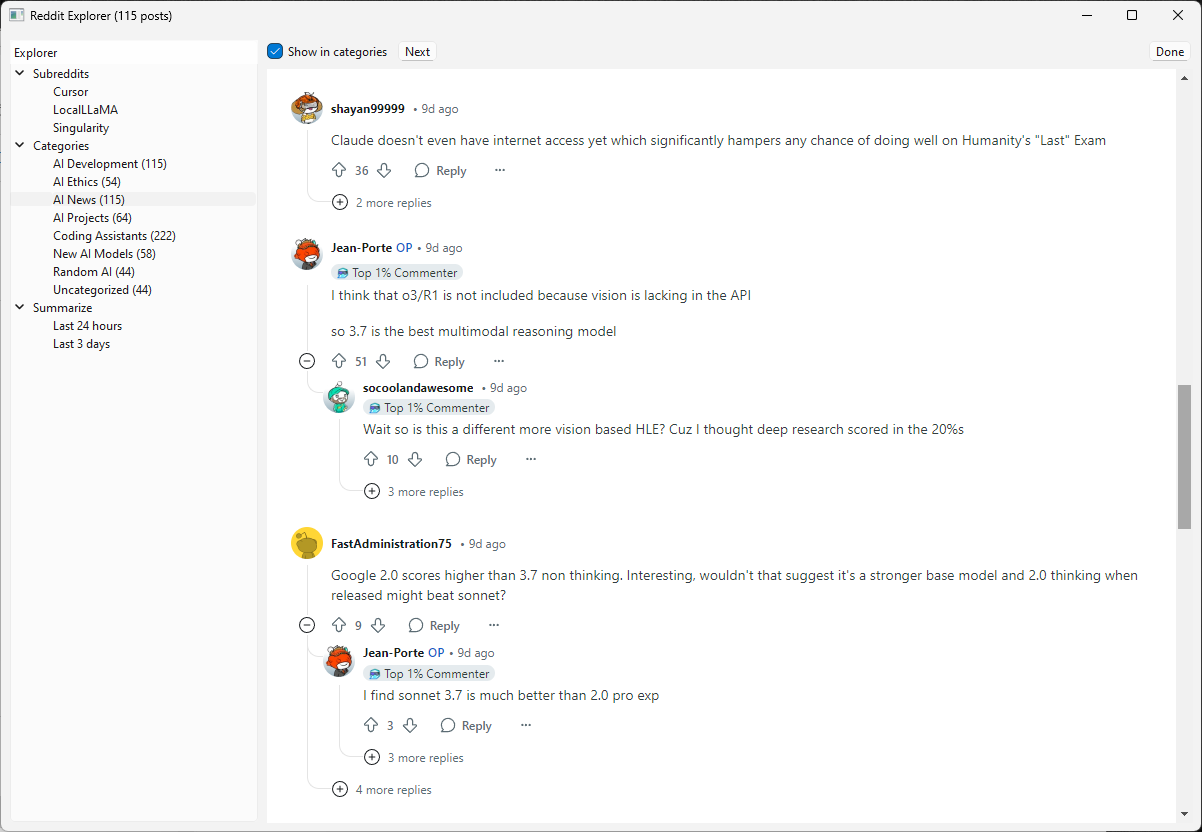 Reddit Explorer (115 posts)
Explorer
Subreddits
Cursor
LocalLLaMA
Singularity
Categories
AI Development (115)
AI Ethics (54)
AI News (115)
AI Projects (64)
Coding Assistants (222)
New AI Models (58)
Random AI (44)
Uncategorized (44)
Summarize
Last 24 hours
Last 3 days
Show in categories
Next
Done
shayan99999 • 9d ago
Claude doesn't even have internet access yet which significantly hampers any chance of doing well on Humanity's "Last" Exam
36 Reply ...
2 more replies
Jean-Porte OP • 9d ago
Top 1% Commenter
I think that o3/R1 is not included because vision is lacking in the API
so 3.7 is the best multimodal reasoning model
51 Reply ...
socoolandawesome • 9d ago
Top 1% Commenter
Wait so is this a different more vision based HLE? Cuz I thought deep research scored in the 20%s
10 Reply ...
3 more replies
FastAdministration75 • 9d ago
Google 2.0 scores higher than 3.7 non thinking. Interesting, wouldn't that suggest it's a stronger base model and 2.0 thinking when
released might beat sonnet?
9 Reply ...
Jean-Porte OP • 9d ago
Top 1% Commenter
I find sonnet 3.7 is much better than 2.0 pro exp
3 Reply ...
3 more replies
4 more replies